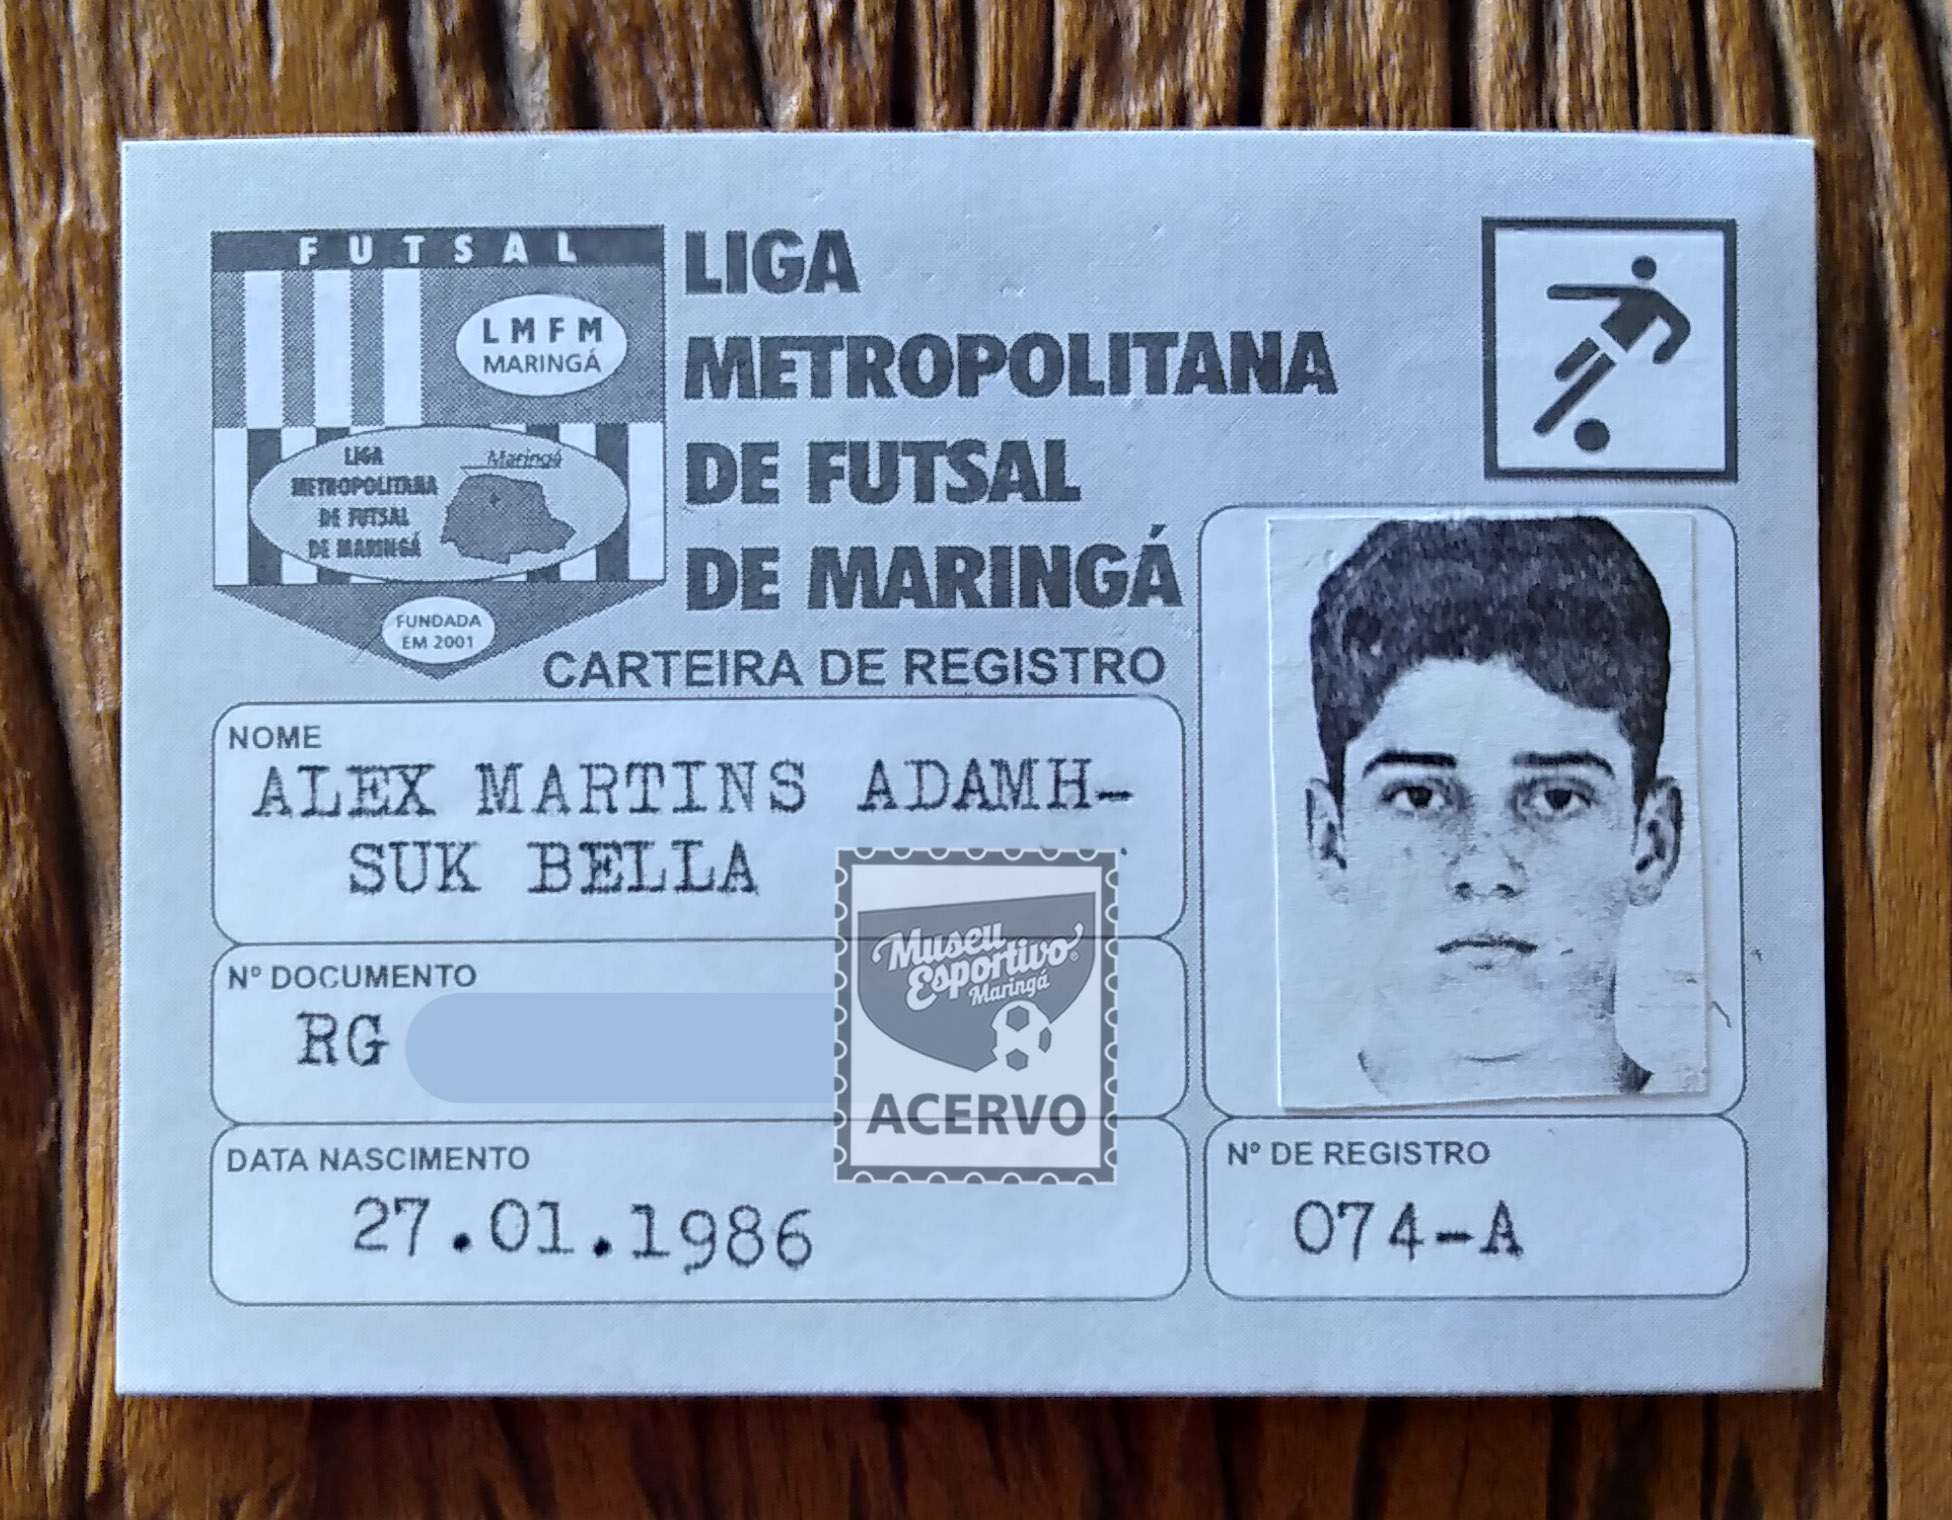 FUTSAL
LMFM
MARINGÁ
LIGA
METROPOLITANA
DE FUTSAL
DE MARINGÁ
Maringá
FUNDADA
EM 2001
LIGA
METROPOLITANA
DE FUTSAL
DE MARINGÁ
CARTEIRA DE REGISTRO
NOME
ALEX MARTINS ADAMH-
SUK BELLA
Nº DOCUMENTO
RG
DATA NASCIMENTO
27.01.1986
Museu
Esportivo
Maringá
ACERVO
Nº DE REGISTRO
074-A